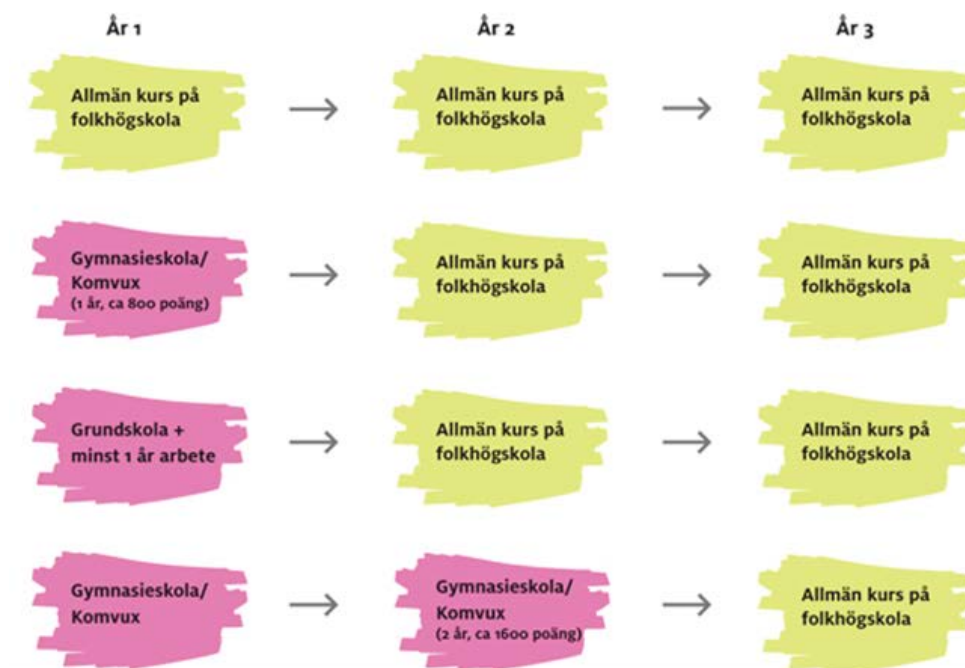 År 1
År 2
År 3
Allmän kurs på
folkhögskola
Allmän kurs på
folkhögskola
Allmän kurs på
folkhögskola
Gymnasieskola/
Komvux
(1 år, ca 800 poäng)
Allmän kurs på
folkhögskola
Allmän kurs på
folkhögskola
Grundskola +
minst 1 år arbete
Allmän kurs på
folkhögskola
Allmän kurs på
folkhögskola
Gymnasieskola/
Komvux
Gymnasieskola/
Komvux
(2 år, ca 1600 poäng)
Allmän kurs på
folkhögskola